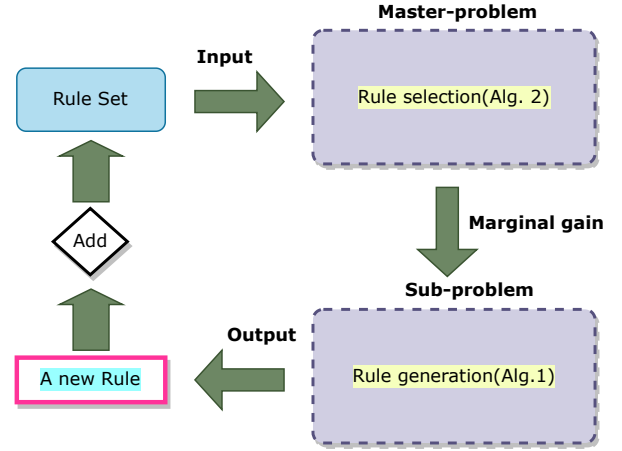 Master-problem
Input
Rule Set
Rule selection(Alg. 2)
Marginal gain
Add
Sub-problem
Output
A new Rule
Rule generation(Alg.1)